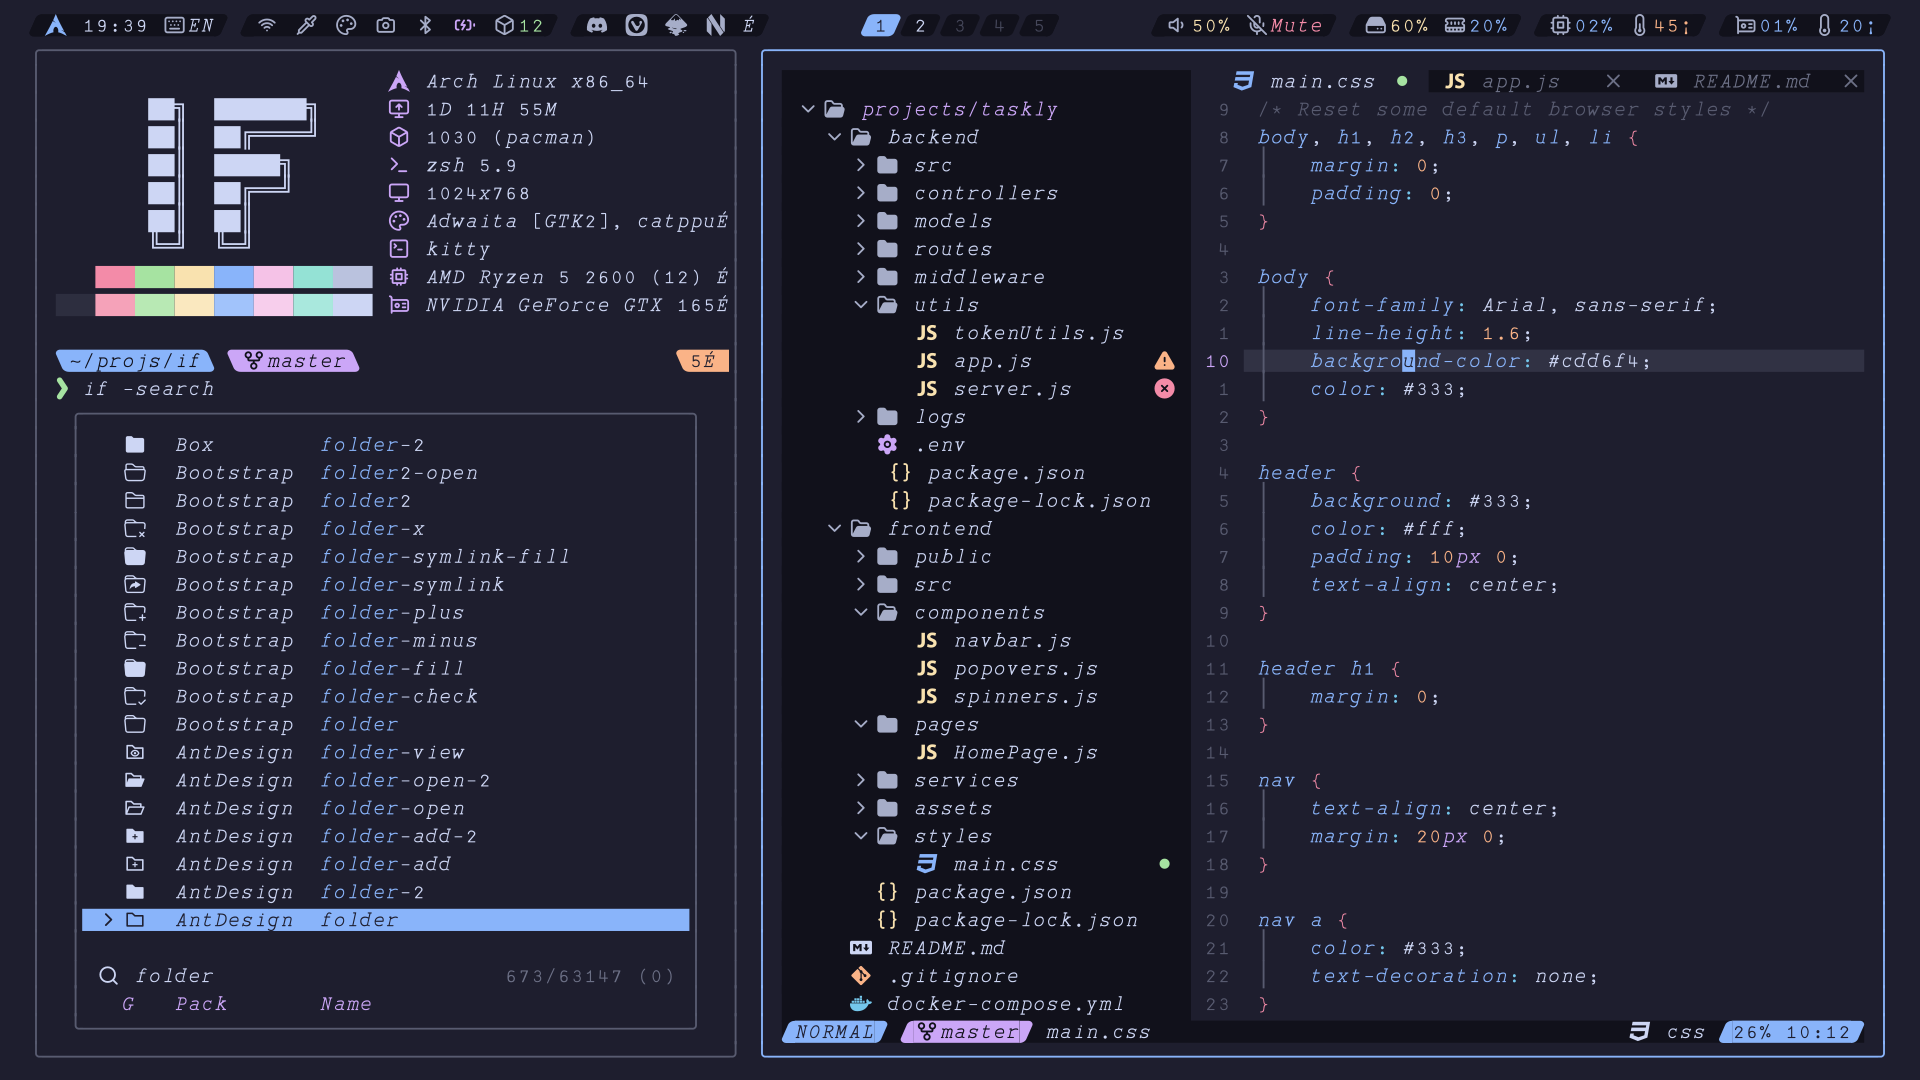 19:39 EN 12 É
1 2 3 4 5
50% Mute 60% 20% 02% 45¡ 01% 20¡
IF
Arch Linux x86_64
1D 11H 55M
1030 (pacman)
zsh 5.9
1024x768
Adwaita [GTK2], catppuÉ
kitty
AMD Ryzen 5 2600 (12) É
NVIDIA GeForce GTX 165É
~/projs/if master 5É
❯ if -search
Box folder-2
Bootstrap folder2-open
Bootstrap folder2
Bootstrap folder-x
Bootstrap folder-symlink-fill
Bootstrap folder-symlink
Bootstrap folder-plus
Bootstrap folder-minus
Bootstrap folder-fill
Bootstrap folder-check
Bootstrap folder
AntDesign folder-view
AntDesign folder-open-2
AntDesign folder-open
AntDesign folder-add-2
AntDesign folder-add
AntDesign folder-2
> AntDesign folder
folder 673/63147 (0)
G Pack Name
projects/taskly
backend
src
controllers
models
routes
middleware
utils
JS tokenUtils.js
JS app.js
JS server.js
logs
.env
{} package.json
{} package-lock.json
frontend
public
src
components
JS navbar.js
JS popovers.js
JS spinners.js
pages
JS HomePage.js
services
assets
styles
main.css
{} package.json
{} package-lock.json
README.md
.gitignore
docker-compose.yml
main.css JS app.js README.md
9 /* Reset some default browser styles */
8 body, h1, h2, h3, p, ul, li {
7 margin: 0;
6 padding: 0;
5 }
4
3 body {
2 font-family: Arial, sans-serif;
1 line-height: 1.6;
10 background-color: #cdd6f4;
1 color: #333;
2 }
3
4 header {
5 background: #333;
6 color: #fff;
7 padding: 10px 0;
8 text-align: center;
9 }
10
11 header h1 {
12 margin: 0;
13 }
14
15 nav {
16 text-align: center;
17 margin: 20px 0;
18 }
19
20 nav a {
21 color: #333;
22 text-decoration: none;
23 }
NORMAL master main.css css 26% 10:12